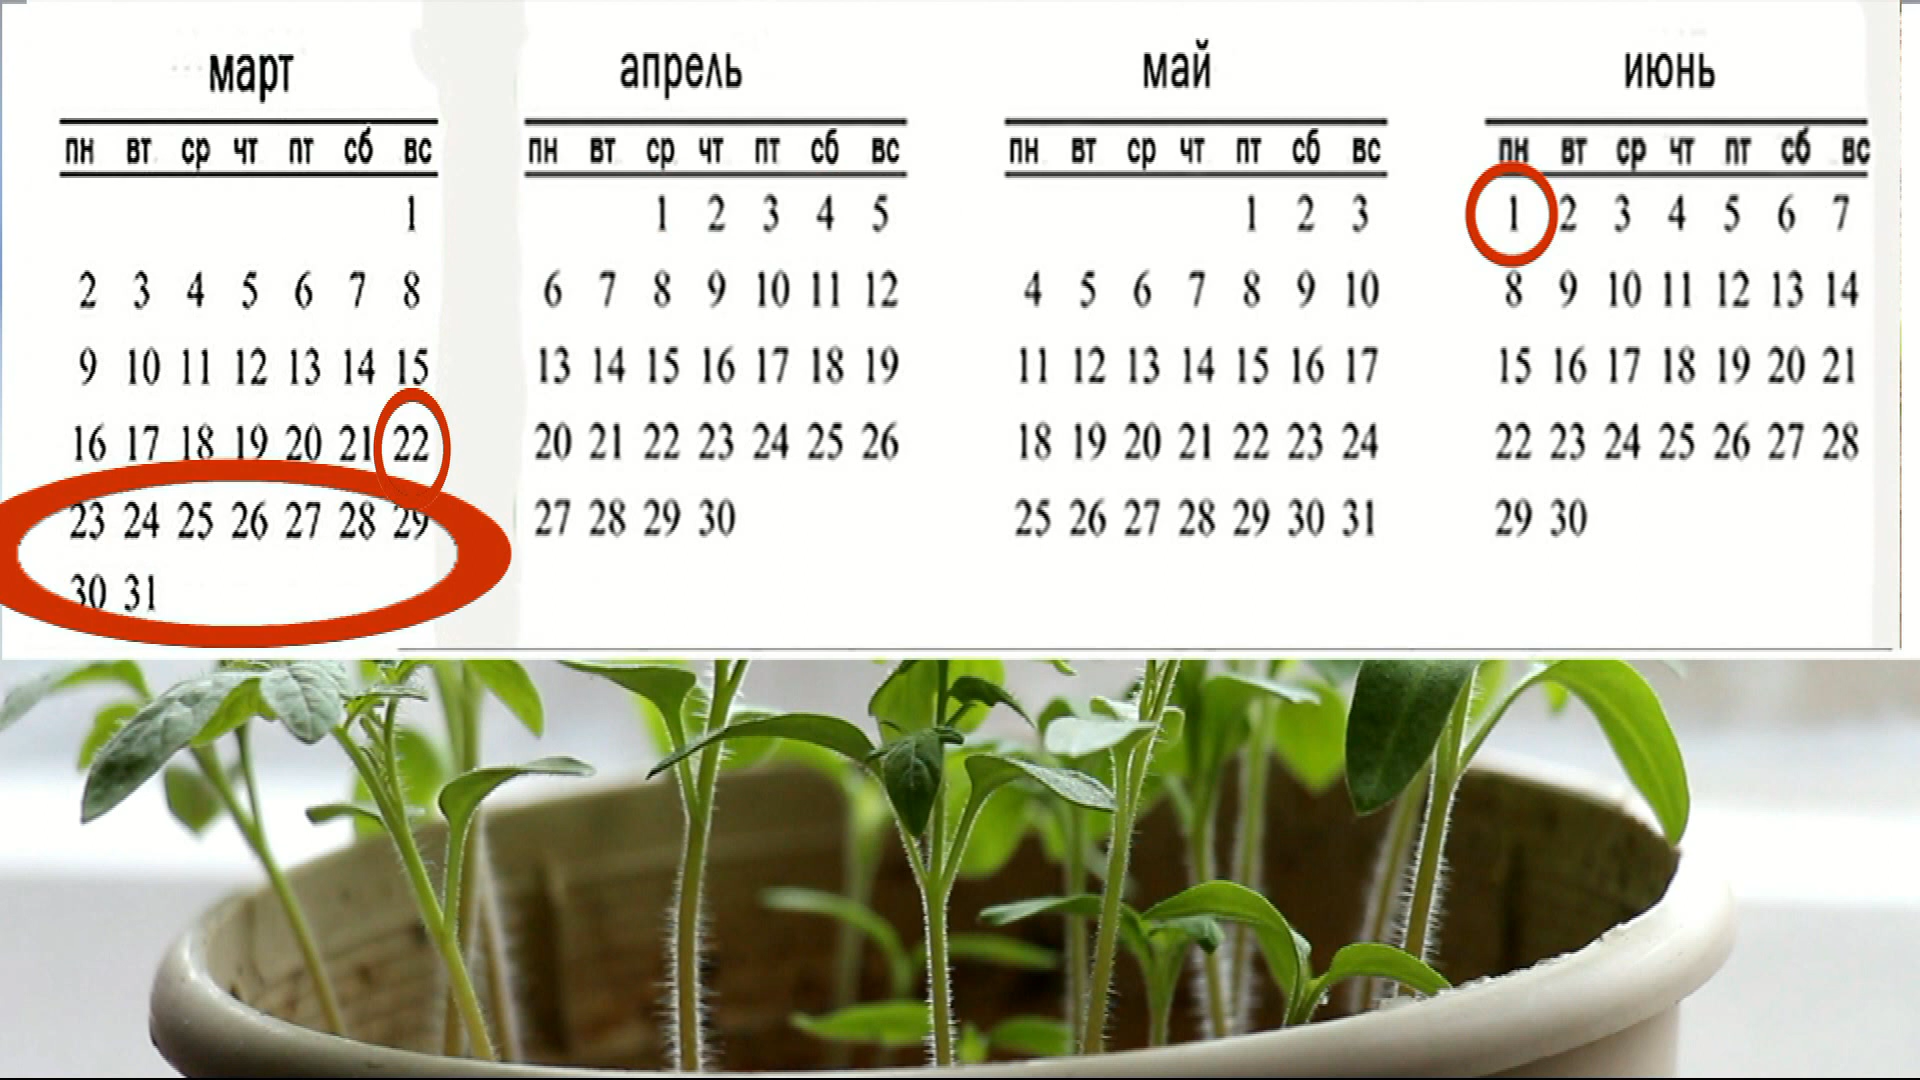 март
пн вт ср чт пт сб вс
1
2 3 4 5 6 7 8
9 10 11 12 13 14 15
16 17 18 19 20 21 22
23 24 25 26 27 28 29
30 31
апрель
пн вт ср чт пт сб вс
1 2 3 4 5
6 7 8 9 10 11 12
13 14 15 16 17 18 19
20 21 22 23 24 25 26
27 28 29 30
май
пн вт ср чт пт сб вс
1 2 3
4 5 6 7 8 9 10
11 12 13 14 15 16 17
18 19 20 21 22 23 24
25 26 27 28 29 30 31
июнь
пн вт ср чт пт сб вс
1 2 3 4 5 6 7
8 9 10 11 12 13 14
15 16 17 18 19 20 21
22 23 24 25 26 27 28
29 30